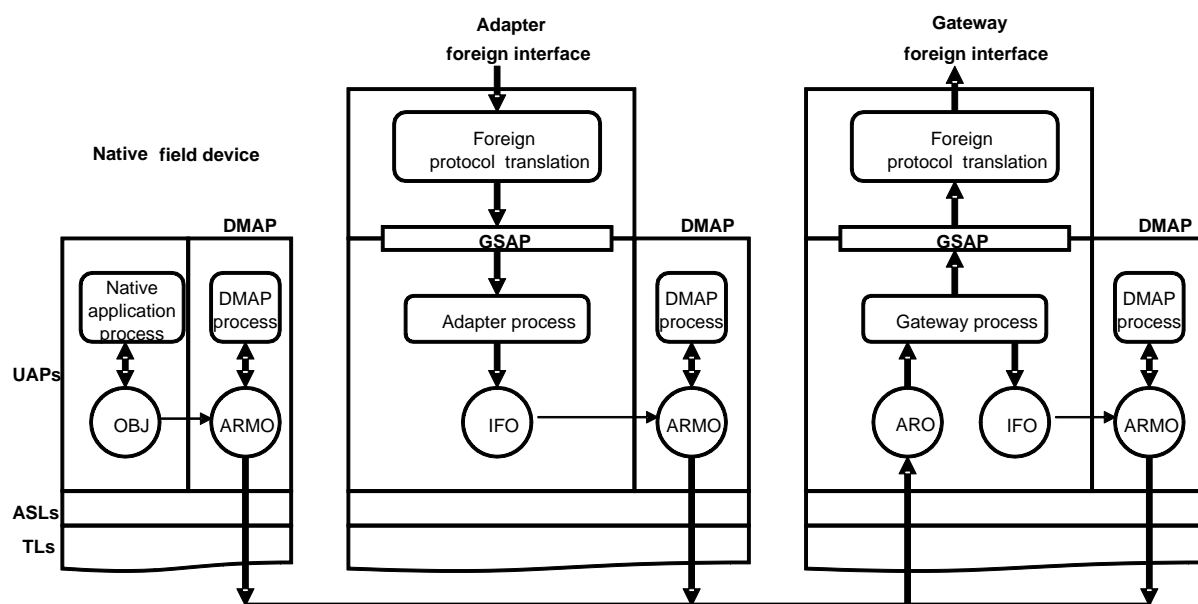 Adapter
foreign interface
Gateway
foreign interface
Native field device
Foreign
protocol translation
Foreign
protocol translation
DMAP
GSAP
DMAP
GSAP
DMAP
Native
application
process
DMAP
process
Adapter process
DMAP
process
Gateway process
DMAP
process
UAPs
OBJ
ARMO
IFO
ARMO
ARO
IFO
ARMO
ASLs
TLs